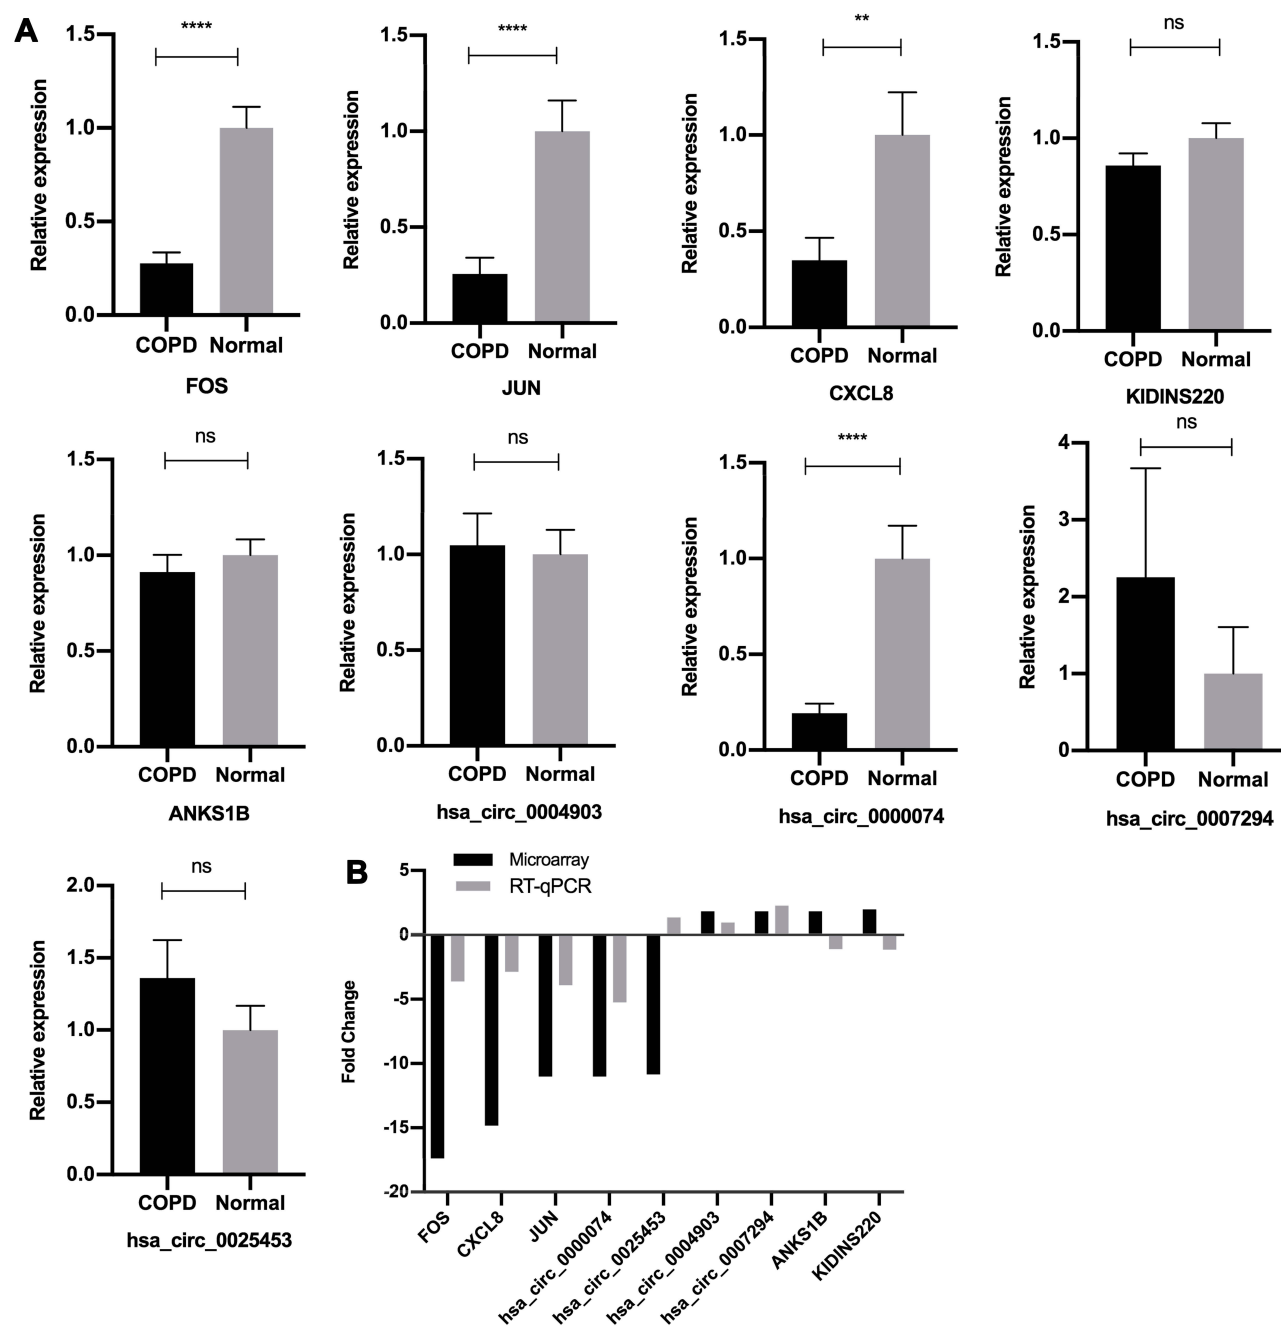 A
****
1.5
1.0
0.5
0.0
Relative expression
COPD Normal
FOS
****
1.5
1.0
0.5
0.0
Relative expression
COPD Normal
JUN
**
1.5
1.0
0.5
0.0
Relative expression
COPD Normal
CXCL8
ns
1.5
1.0
0.5
0.0
Relative expression
COPD Normal
KIDINS220
ns
1.5
1.0
0.5
0.0
Relative expression
COPD Normal
ANKS1B
ns
1.5
1.0
0.5
0.0
Relative expression
COPD Normal
hsa_circ_0004903
****
1.5
1.0
0.5
0.0
Relative expression
COPD Normal
hsa_circ_0000074
ns
4
3
2
1
0
Relative expression
COPD Normal
hsa_circ_0007294
ns
2.0
1.5
1.0
0.5
0.0
Relative expression
COPD Normal
hsa_circ_0025453
B
Microarray
RT-qPCR
5
0
-5
-10
-15
-20
Fold Change
FOS
CXCL8
JUN
hsa_circ_0000074
hsa_circ_0025453
hsa_circ_0004903
hsa_circ_0007294
ANKS1B
KIDINS220